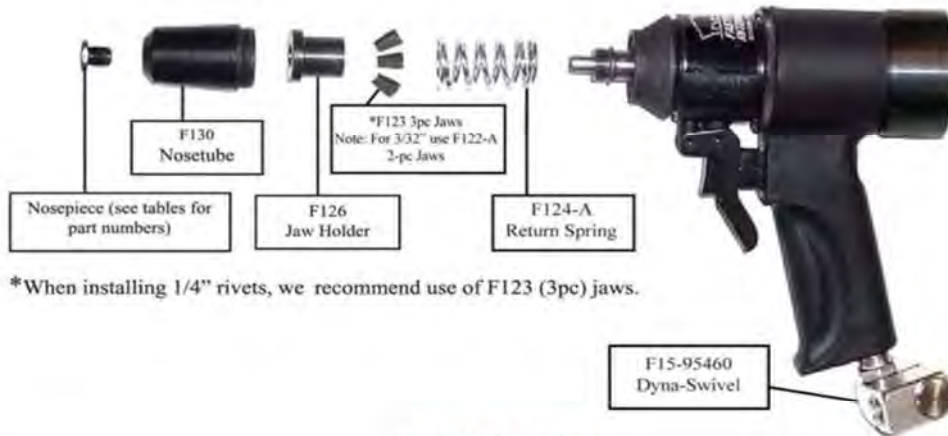 *F123 3pc Jaws
Note: For 3/32" use F122-A
2-pc Jaws
F130
Nosetube
Nosepiece (see tables for
part numbers)
F126
Jaw Holder
F124-A
Return Spring
*When installing 1/4" rivets, we recommend use of F123 (3pc) jaws.
F15-95460
Dyna-Swivel